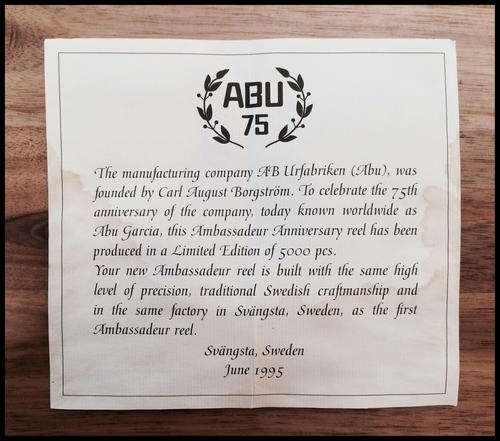 ABU
75
The manufacturing company AB Urfabriken (Abu), was
founded by Carl August Borgström. To celebrate the 75th
anniversary of the company, today known worldwide as
Abu Garcia, this Ambassadeur Anniversary reel has been
produced in a Limited Edition of 5000 pcs.
Your new Ambassadeur reel is built with the same high
level of precision, traditional Swedish craftmanship and
in the same factory in Svängsta, Sweden, as the first
Ambassadeur reel.
Svängsta, Sweden
June 1995